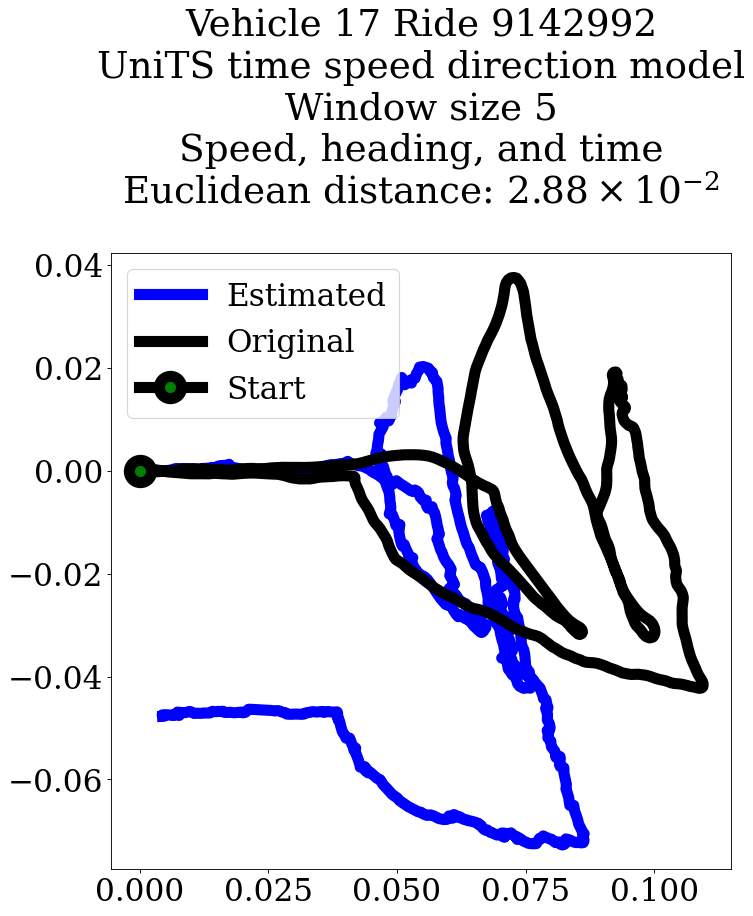 Vehicle 17 Ride 9142992
UniTS time speed direction model
Window size 5
Speed, heading, and time
Euclidean distance: 2.88 × 10⁻²
0.04
0.02
0.00
−0.02
−0.04
−0.06
Estimated
Original
Start
0.000 0.025 0.050 0.075 0.100